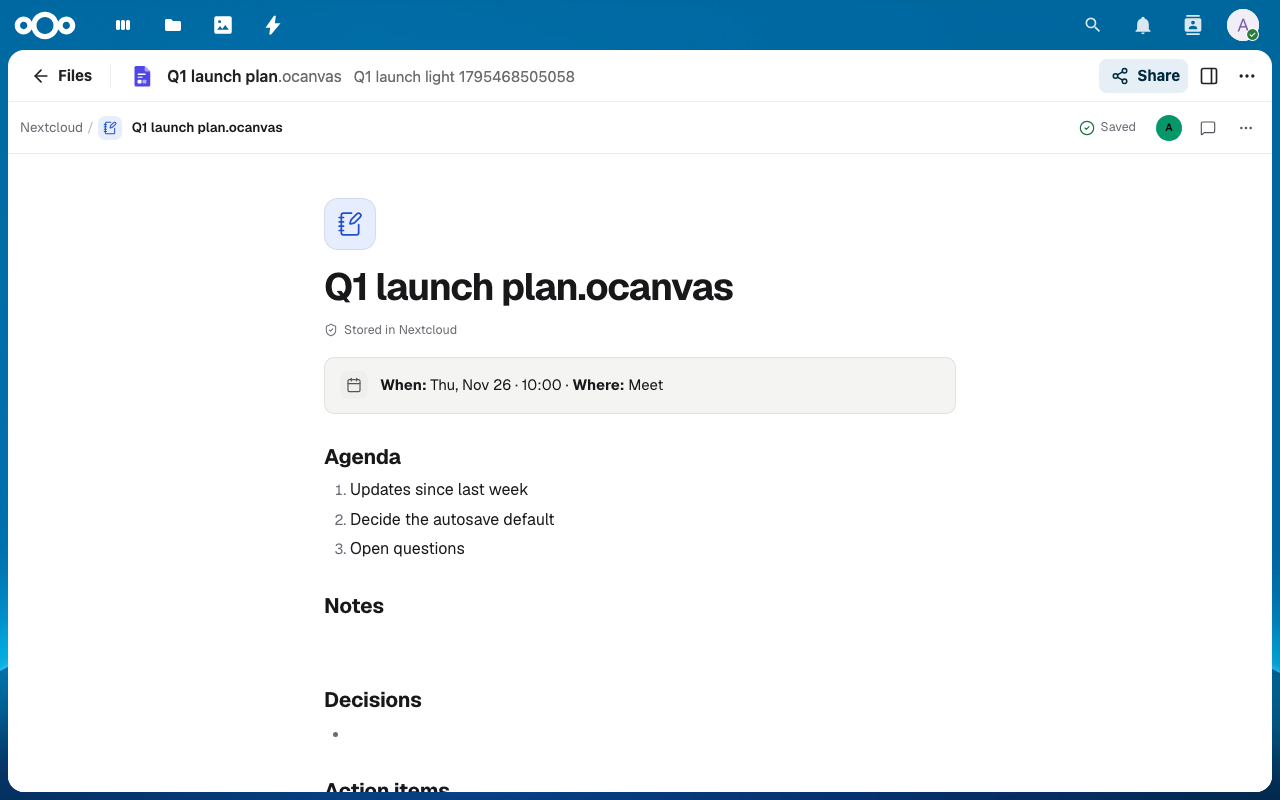 A
Files
Q1 launch plan.ocanvas Q1 launch light 1795468505058
Share
Nextcloud / Q1 launch plan.ocanvas
Saved
A
Q1 launch plan.ocanvas
Stored in Nextcloud
When: Thu, Nov 26 · 10:00 · Where: Meet
Agenda
1. Updates since last week
2. Decide the autosave default
3. Open questions
Notes
Decisions
•
Action items